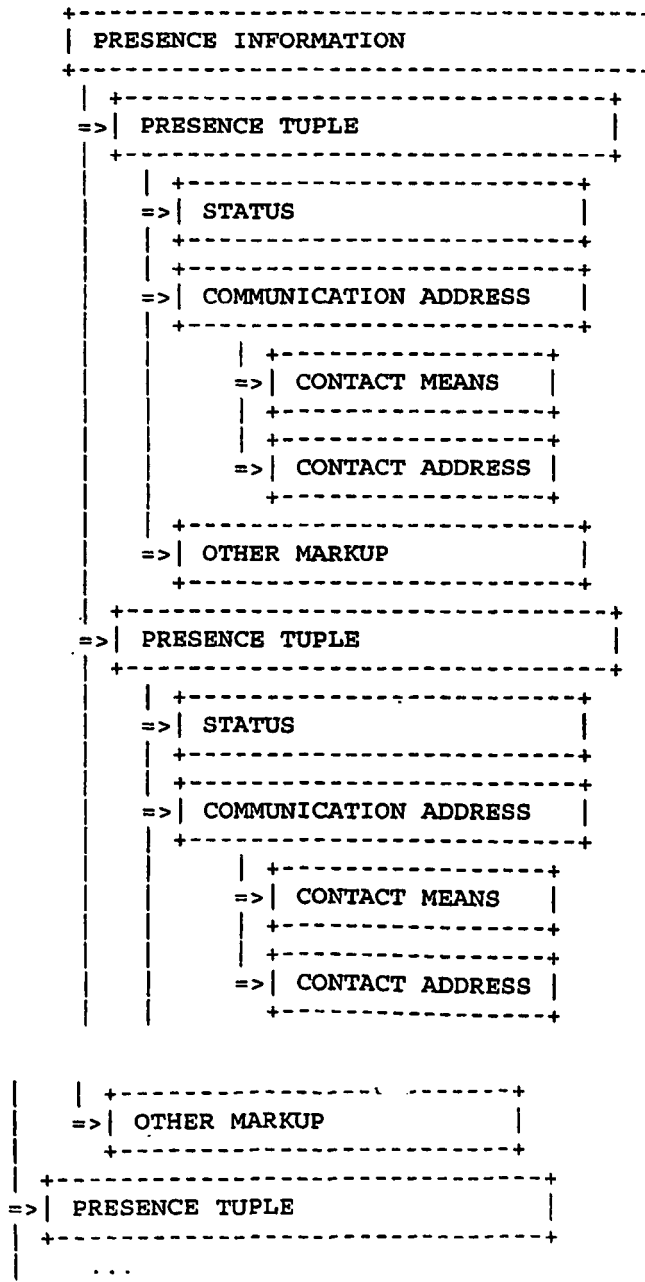 PRESENCE INFORMATION
=> PRESENCE TUPLE
=> STATUS
=> COMMUNICATION ADDRESS
=> CONTACT MEANS
=> CONTACT ADDRESS
=> OTHER MARKUP
=> PRESENCE TUPLE
=> STATUS
=> COMMUNICATION ADDRESS
=> CONTACT MEANS
=> CONTACT ADDRESS
=> OTHER MARKUP
=> PRESENCE TUPLE
...